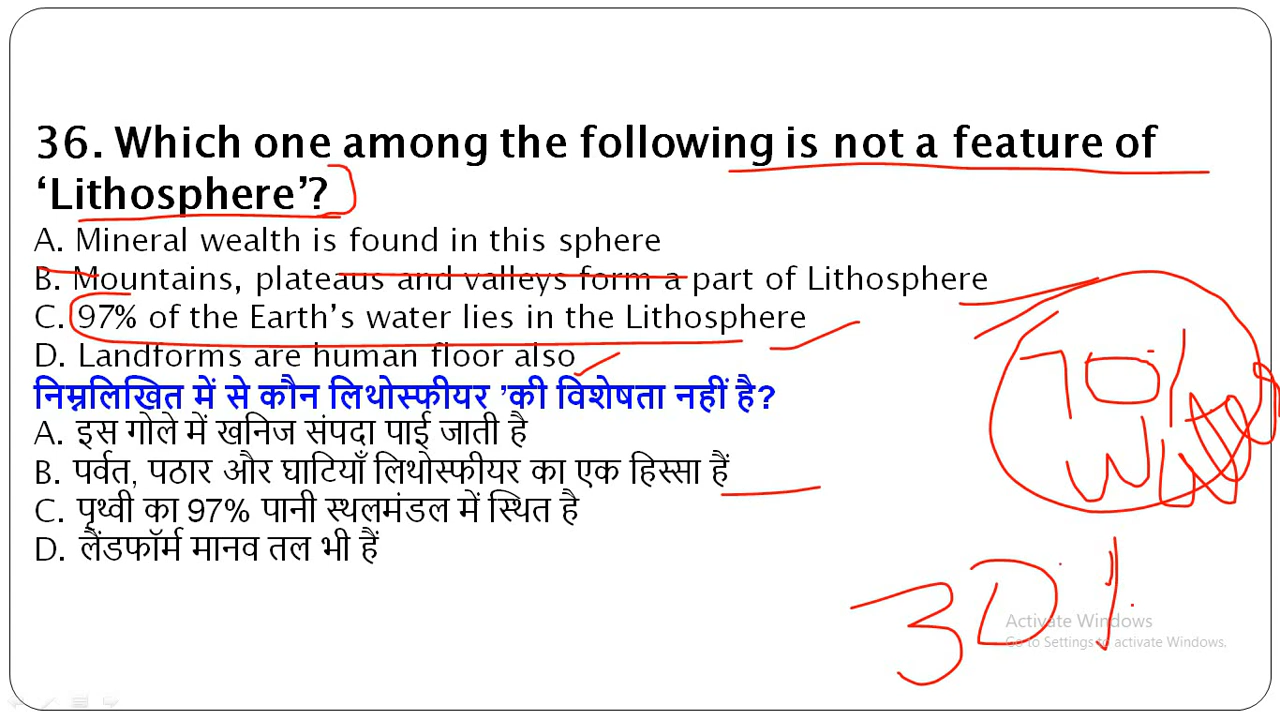 36. Which one among the following is not a feature of
‘Lithosphere’?
A. Mineral wealth is found in this sphere
B. Mountains, plateaus and valleys form a part of Lithosphere
C. 97% of the Earth’s water lies in the Lithosphere
D. Landforms are human floor also
निम्नलिखित में से कौन लिथोस्फीयर ’की विशेषता नहीं है?
A. इस गोले में खनिज संपदा पाई जाती है
B. पर्वत, पठार और घाटियाँ लिथोस्फीयर का एक हिस्सा हैं
C. पृथ्वी का 97% पानी स्थलमंडल में स्थित है
D. लैंडफॉर्म मानव तल भी हैं
70%
30%
Activate Windows
Go to Settings to activate Windows.